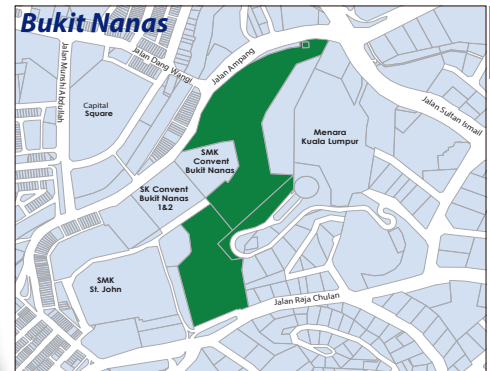 Bukit Nanas
Jalan Munshi Abdullah
Jalan Dang Wangi
Jalan Ampang
Jalan Sultan Ismail
Capital
Square
Menara
Kuala Lumpur
SMK
Convent
Bukit Nanas
SK Convent
Bukit Nanas
1&2
SMK
St. John
Jalan Raja Chulan